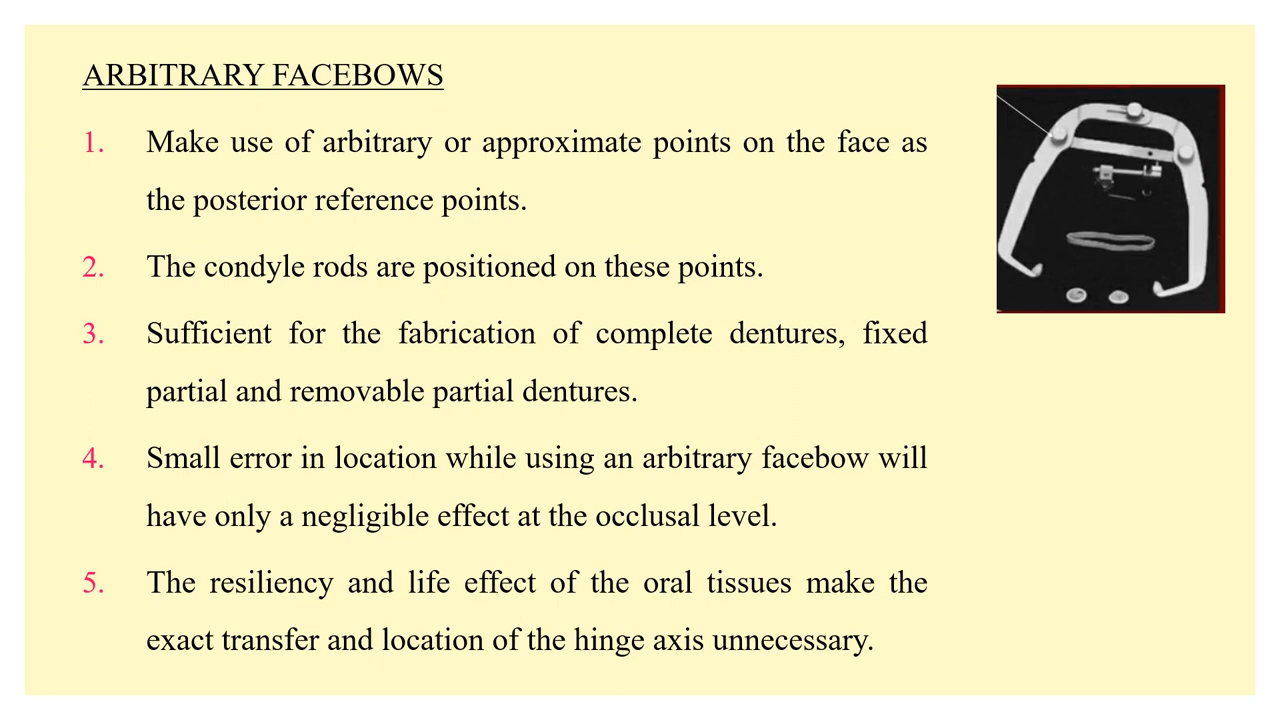 ARBITRARY FACEBOWS
1. Make use of arbitrary or approximate points on the face as
the posterior reference points.
2. The condyle rods are positioned on these points.
3. Sufficient for the fabrication of complete dentures, fixed
partial and removable partial dentures.
4. Small error in location while using an arbitrary facebow will
have only a negligible effect at the occlusal level.
5. The resiliency and life effect of the oral tissues make the
exact transfer and location of the hinge axis unnecessary.